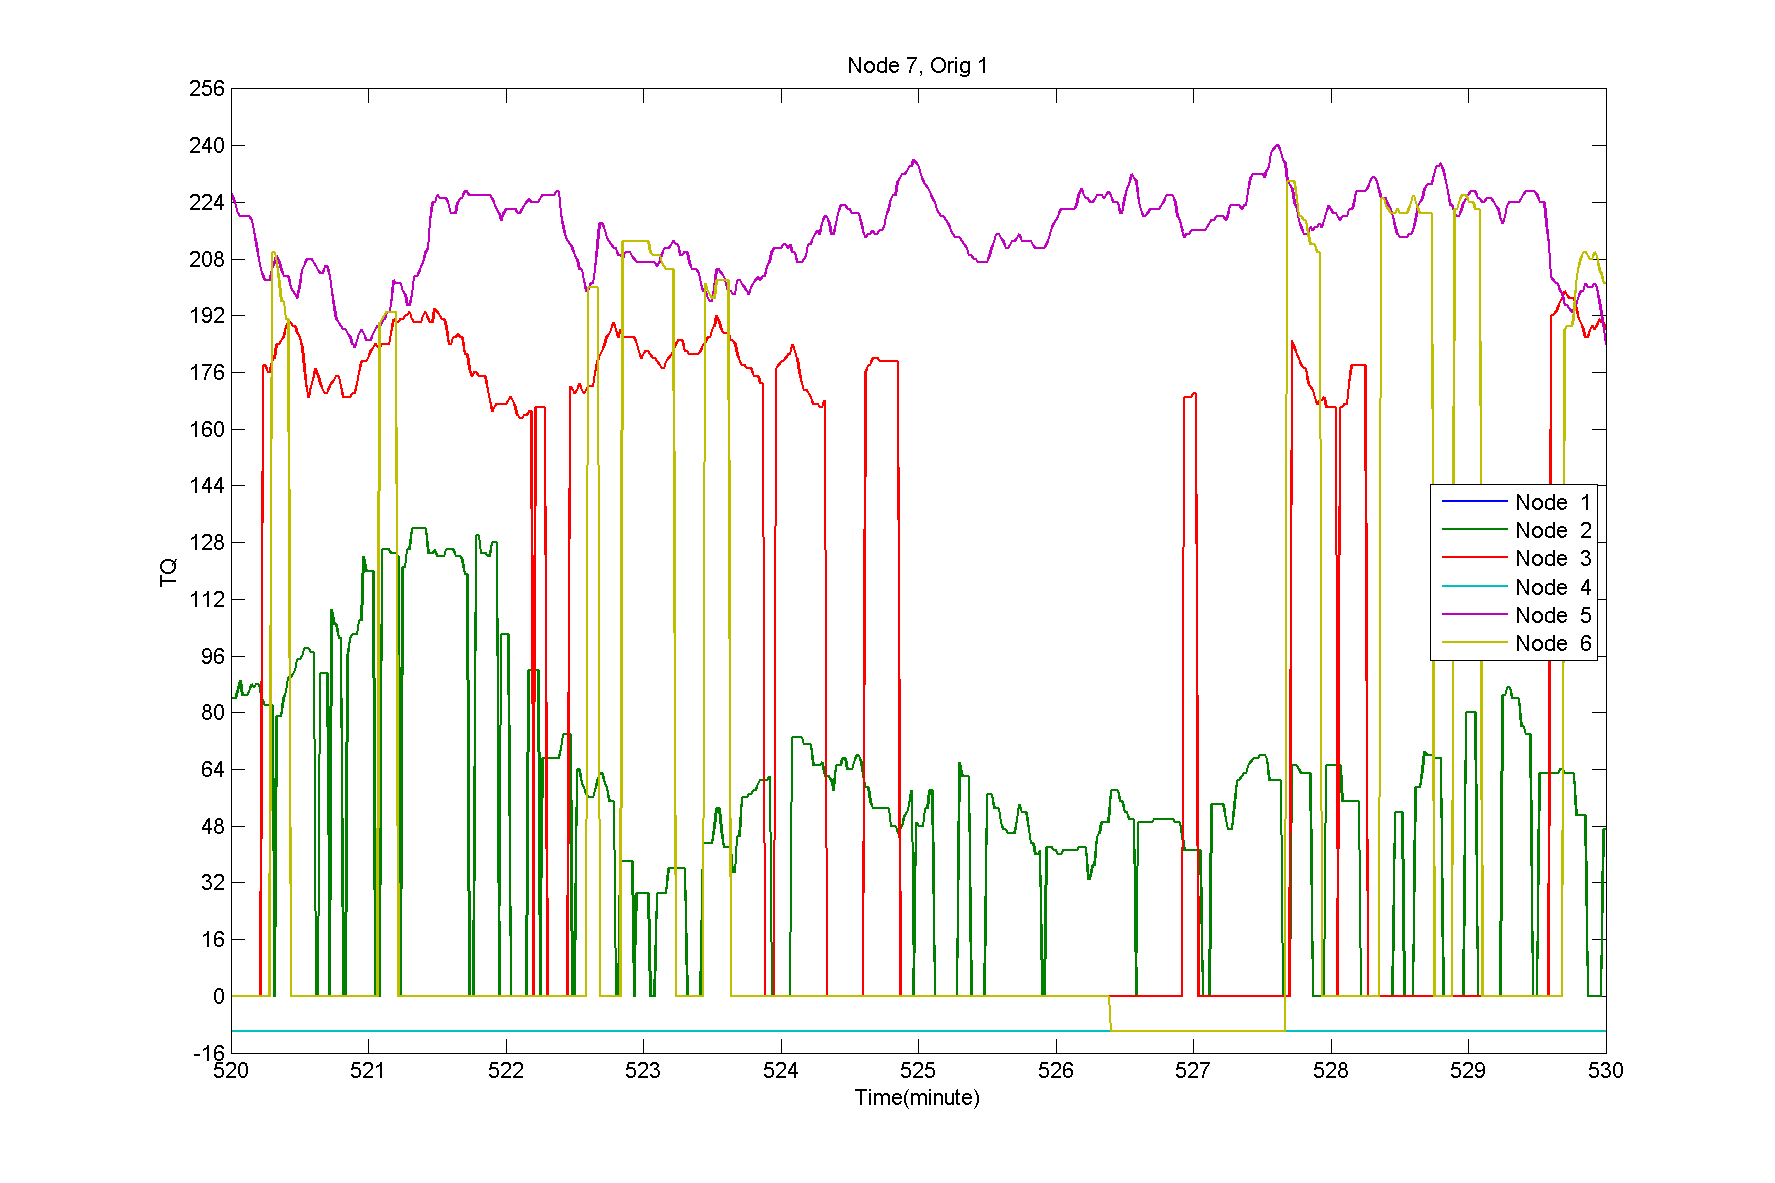 Node 7, Orig 1
256
240
224
208
192
176
160
144
128
112
96
80
64
48
32
16
0
-16
TQ
Node 1
Node 2
Node 3
Node 4
Node 5
Node 6
520 521 522 523 524 525 526 527 528 529 530
Time(minute)